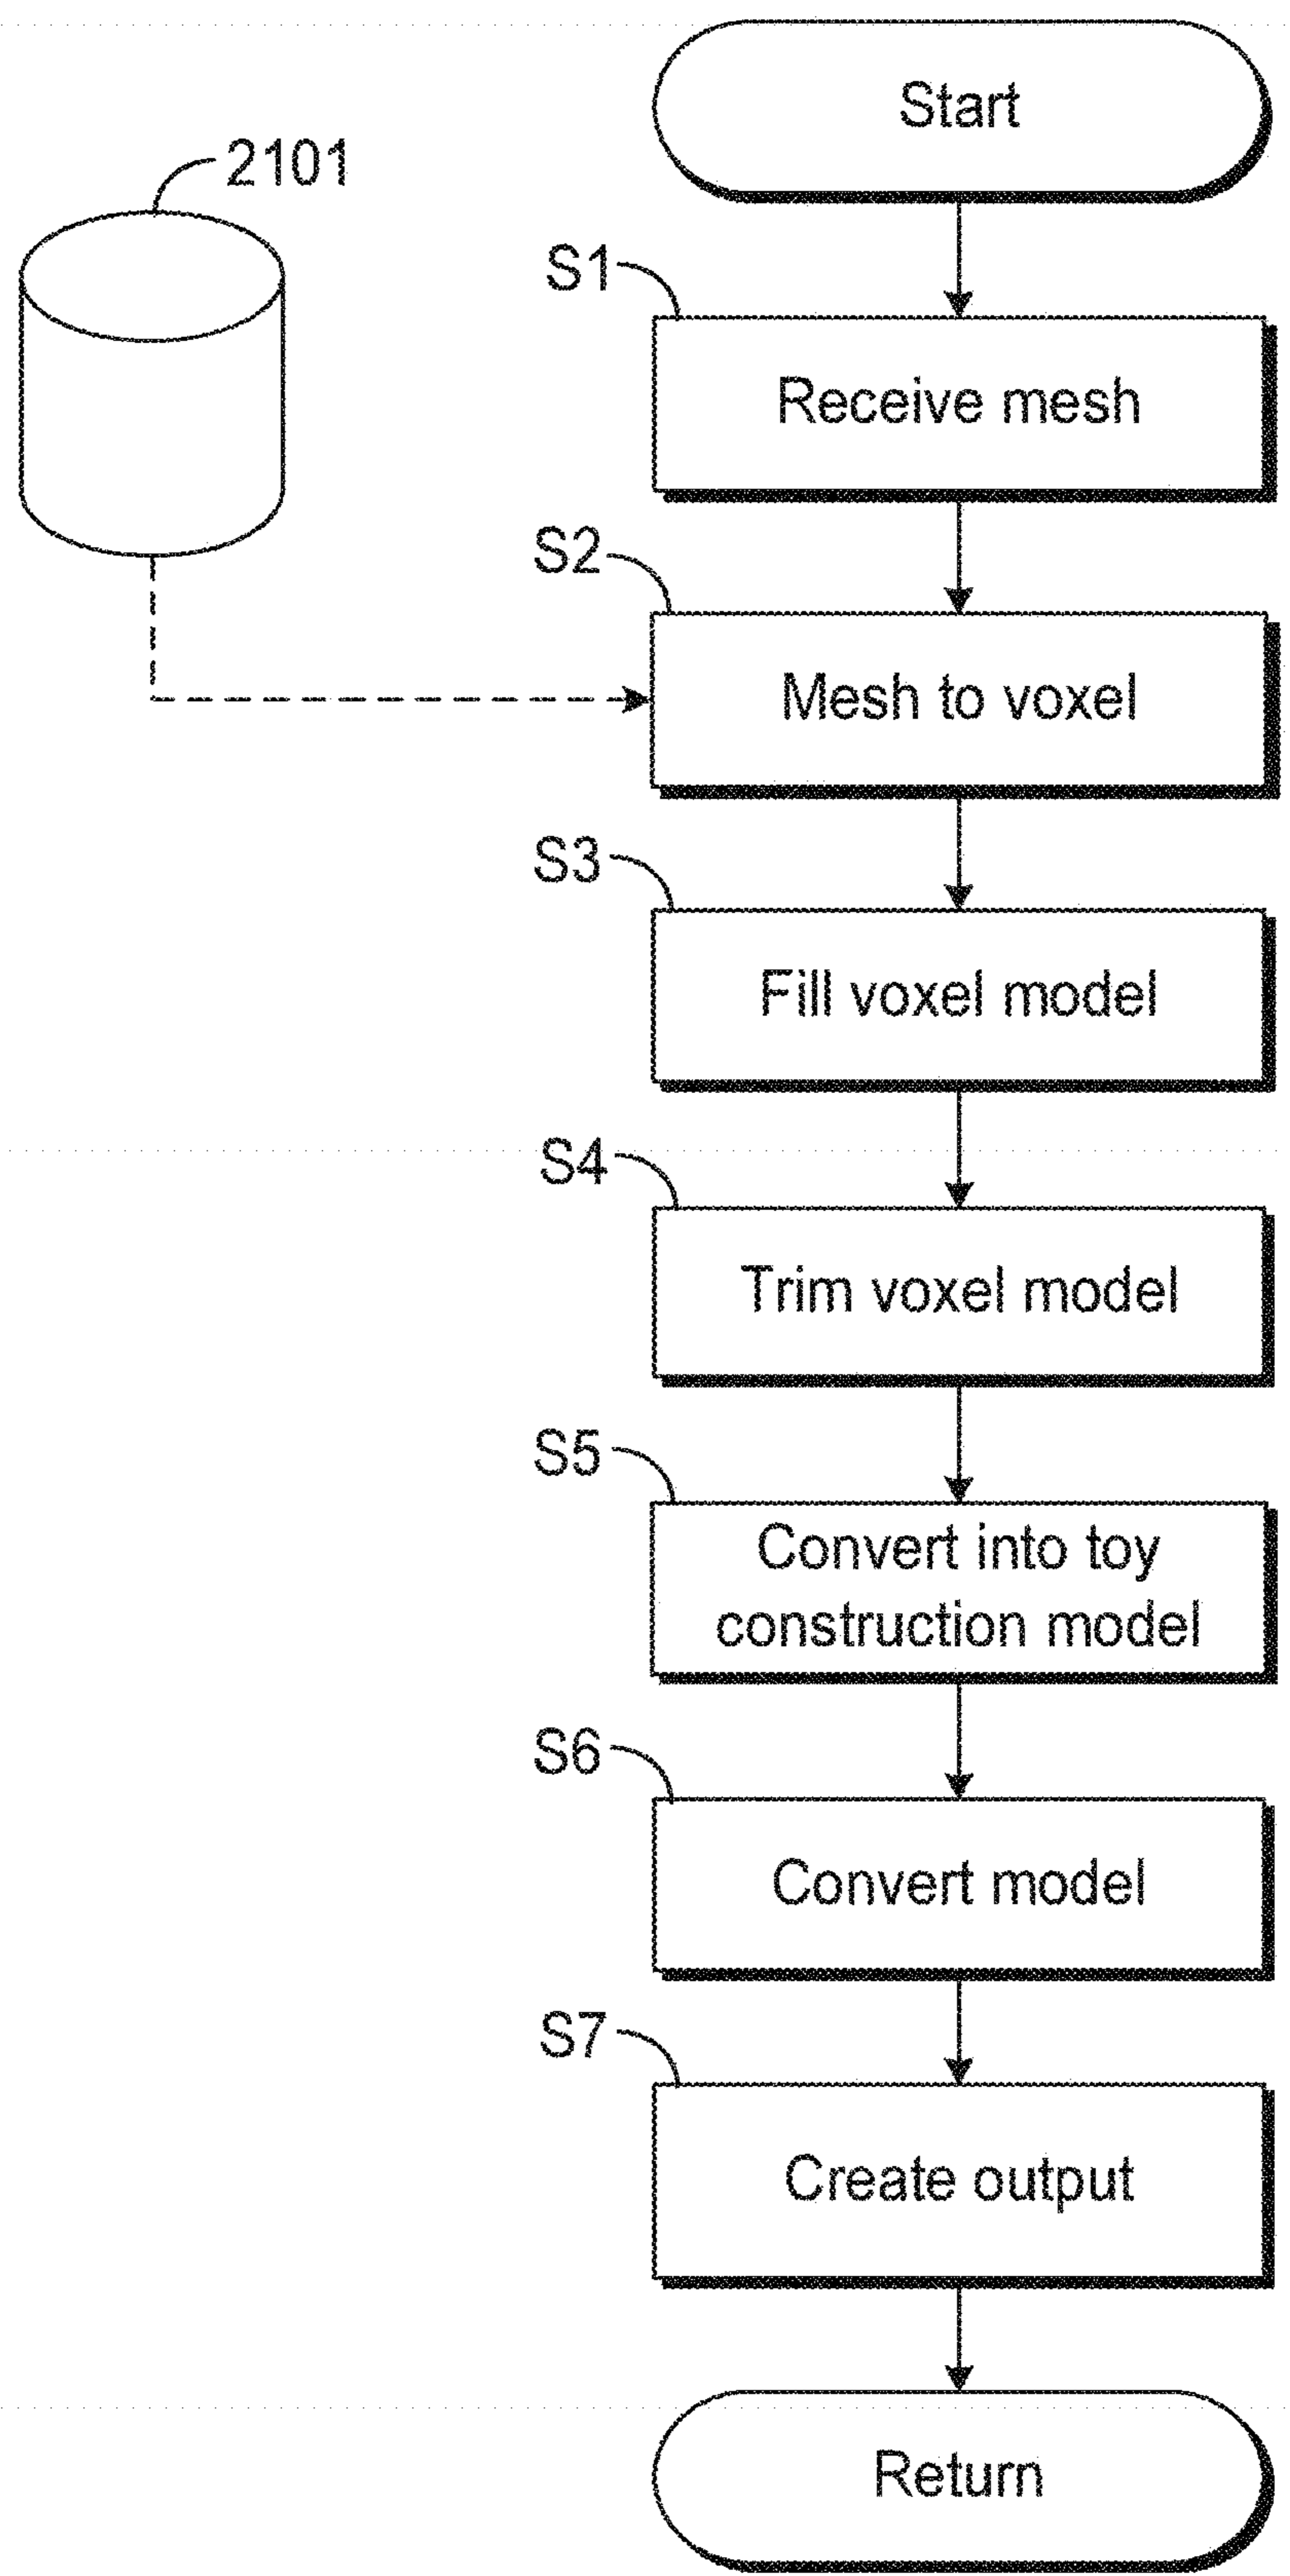 Start
2101
S1
Receive mesh
S2
Mesh to voxel
S3
Fill voxel model
S4
Trim voxel model
S5
Convert into toy
construction model
S6
Convert model
S7
Create output
Return